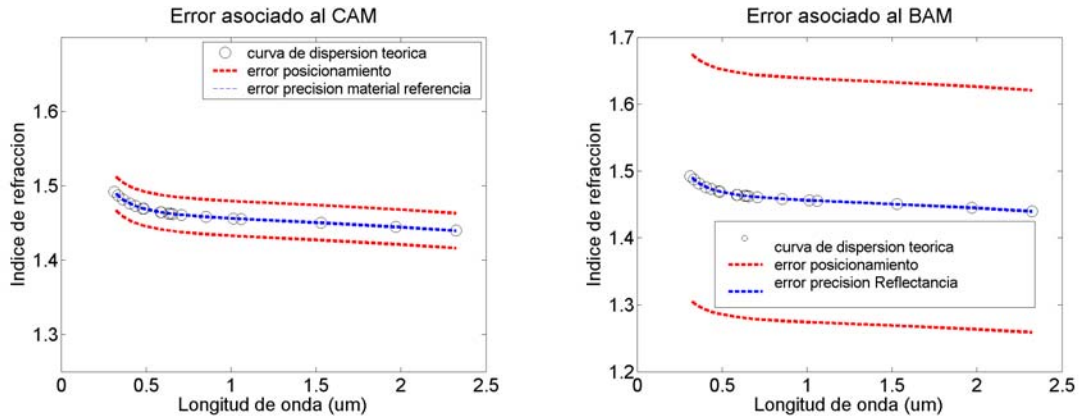 Error asociado al CAM
curva de dispersion teorica
error posicionamiento
error precision material referencia
Indice de refraccion
1.6
1.5
1.4
1.3
0 0.5 1 1.5 2 2.5
Longitud de onda (um)
Error asociado al BAM
Indice de refraccion
1.7
1.6
1.5
1.4
1.3
1.2
curva de dispersion teorica
error posicionamiento
error precision Reflectancia
0 0.5 1 1.5 2 2.5
Longitud de onda (um)